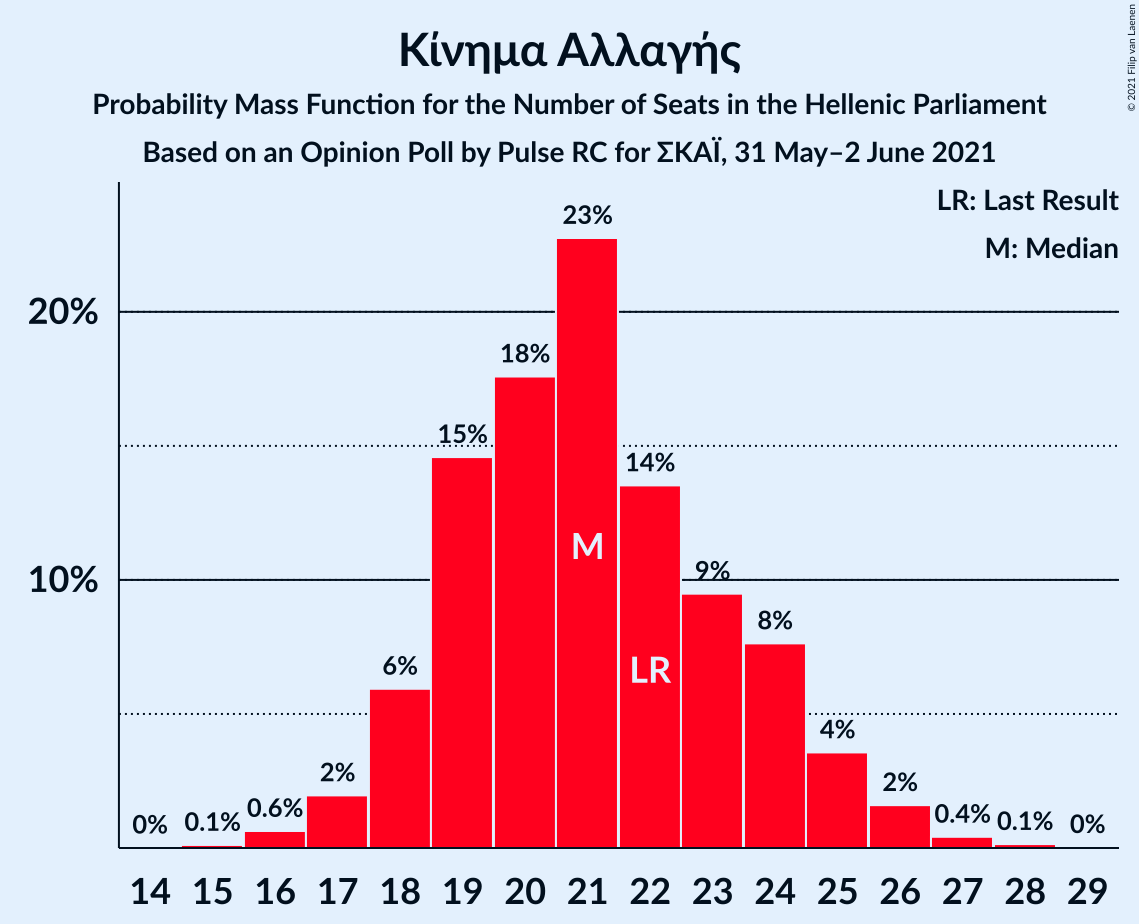 Κίνημα Αλλαγής
Probability Mass Function for the Number of Seats in the Hellenic Parliament
Based on an Opinion Poll by Pulse RC for ΣΚΑΪ, 31 May–2 June 2021
© 2021 Filip van Laenen
LR: Last Result
M: Median
20%
10%
0%
0.1%
0.6%
2%
6%
15%
18%
23%
14%
9%
8%
4%
2%
0.4%
0.1%
0%
M
LR
14 15 16 17 18 19 20 21 22 23 24 25 26 27 28 29